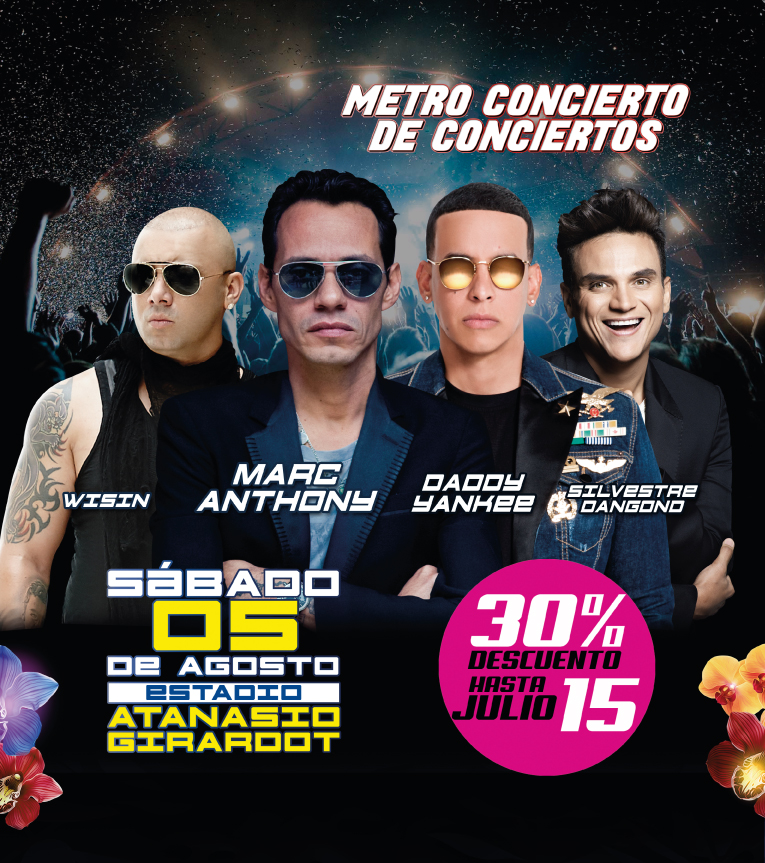 METRO CONCIERTO
DE CONCIERTOS
WISIN
MARC
ANTHONY
DADDY
YANKEE
SILVESTRE
DANGOND
SÁBADO
05
DE AGOSTO
ESTADIO
ATANASIO
GIRARDOT
30%
DESCUENTO
HASTA
JULIO 15